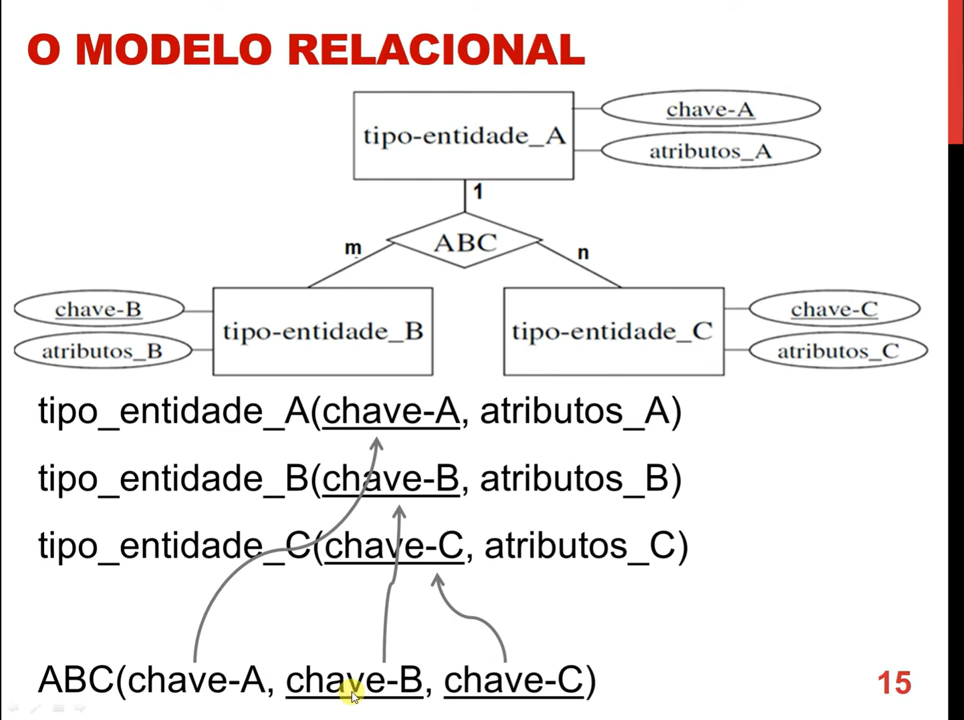 O MODELO RELACIONAL
tipo-entidade_A
chave-A
atributos_A
1
ABC
m
n
chave-B
atributos_B
tipo-entidade_B
tipo-entidade_C
chave-C
atributos_C
tipo_entidade_A(chave-A, atributos_A)
tipo_entidade_B(chave-B, atributos_B)
tipo_entidade_C(chave-C, atributos_C)
ABC(chave-A, chave-B, chave-C)
15